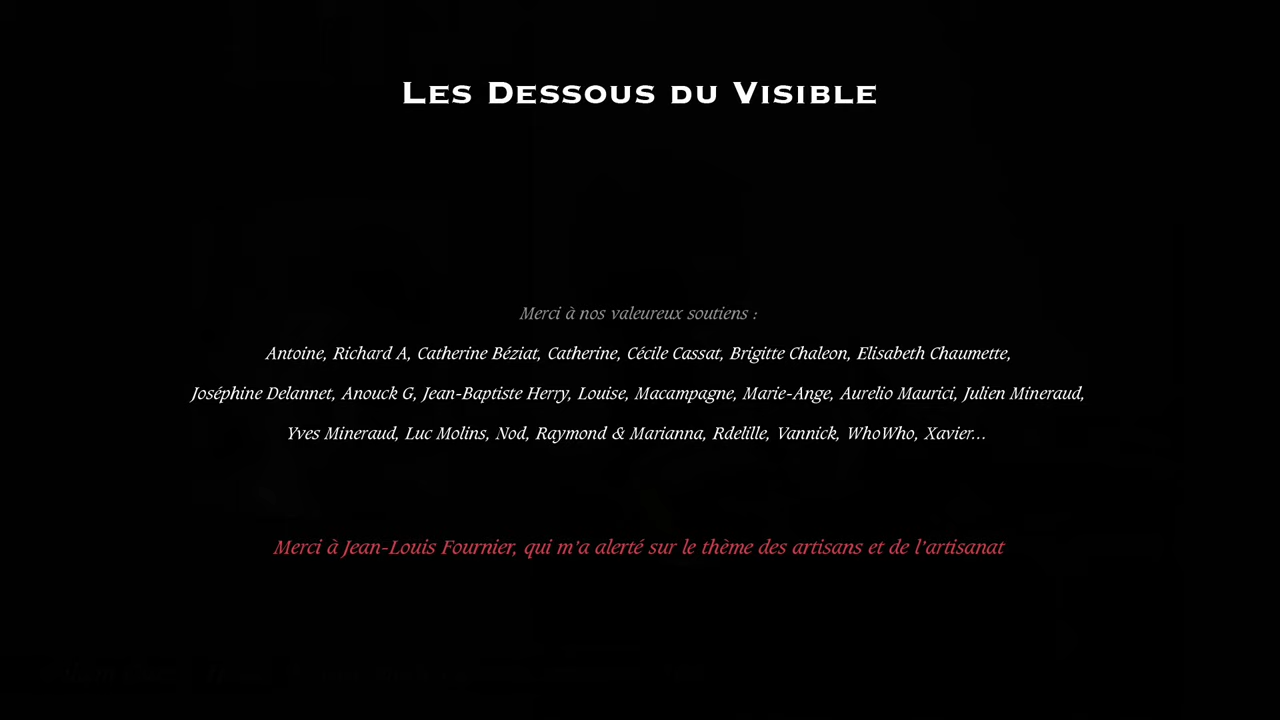 Les Dessous du Visible
Merci à nos valeureux soutiens :
Antoine, Richard A, Catherine Béziat, Catherine, Cécile Cassat, Brigitte Chaleon, Elisabeth Chaumette,
Joséphine Delannet, Anouck G, Jean-Baptiste Herry, Louise, Macampagne, Marie-Ange, Aurelio Maurici, Julien Mineraud,
Yves Mineraud, Luc Molins, Nod, Raymond & Marianna, Rdelille, Vannick, WhoWho, Xavier...
Merci à Jean-Louis Fournier, qui m'a alerté sur le thème des artisans et de l'artisanat